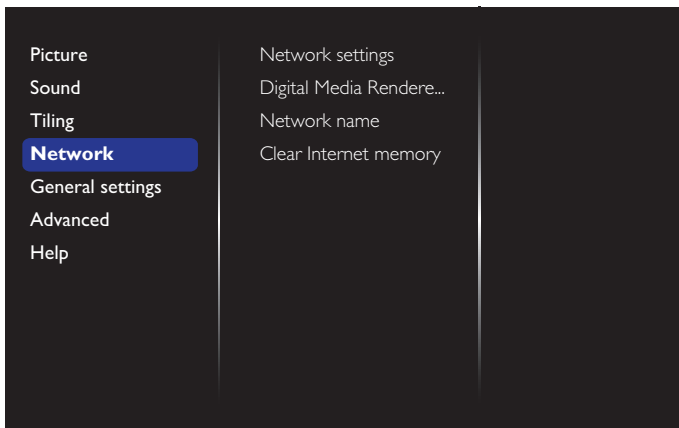 Picture
Sound
Tiling
Network
General settings
Advanced
Help
Network settings
Digital Media Rendere...
Network name
Clear Internet memory